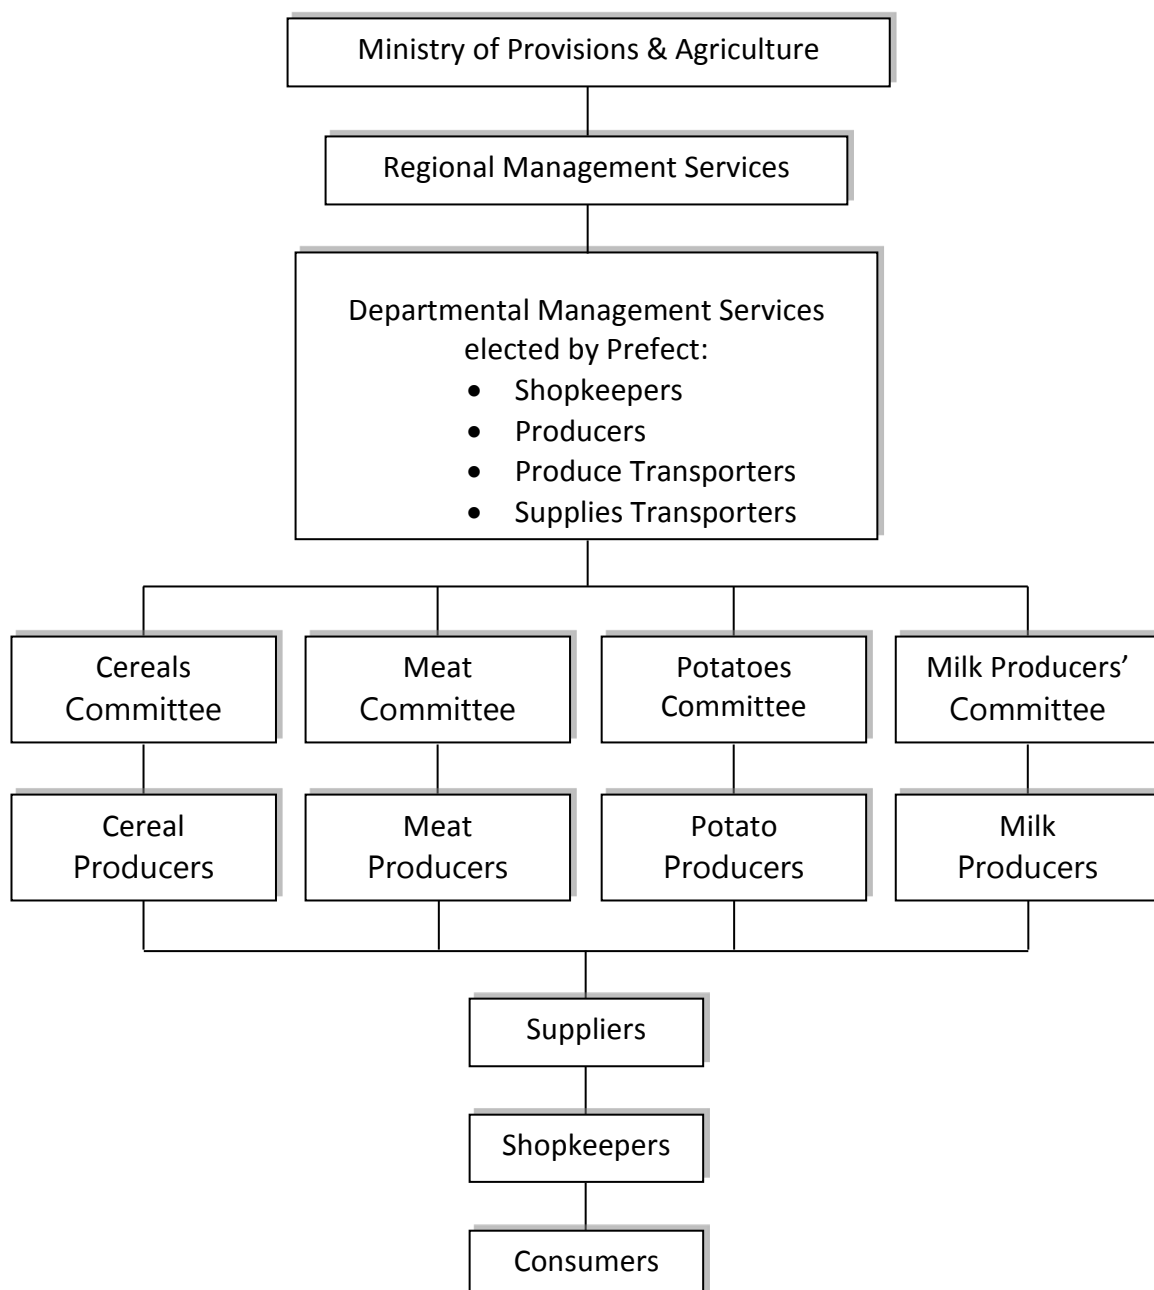 Ministry of Provisions & Agriculture
Regional Management Services
Departmental Management Services
elected by Prefect:
• Shopkeepers
• Producers
• Produce Transporters
• Supplies Transporters
Cereals
Committee
Meat
Committee
Potatoes
Committee
Milk Producers’
Committee
Cereal
Producers
Meat
Producers
Potato
Producers
Milk
Producers
Suppliers
Shopkeepers
Consumers